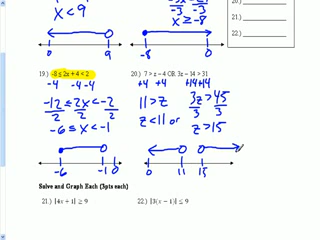 x < 9
0 9
-3 -3
x ≥ -8
-8 0
22.)
19.) -8 ≤ 2x + 4 < 2
-4 -4 -4
-12 ≤ 2x < -2
2 2 2
-6 ≤ x < -1
-6 -1 0
20.) 7 > z – 4 OR 3z – 14 > 31
+4 +4 +14 +14
11 > z 3z > 45
3 3
z < 11 or z > 15
0 11 15
Solve and Graph Each (3pts each)
21.) |4x + 1| ≥ 9
22.) |3(x – 1)| ≤ 9